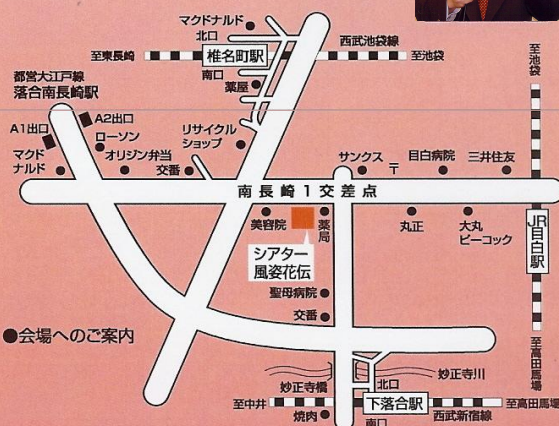 マクドナルド
北口
西武池袋線
至東長崎
椎名町駅
至池袋
南口
薬屋
至池袋
都営大江戸線
落合南長崎駅
A2出口
A1出口
ローソン
リサイクル
ショップ
マクド
ナルド
オリジン弁当
交番
サンクス
〒
目白病院
三井住友
南長崎1交差点
美容院
薬局
丸正
大丸
ピーコック
JR目白駅
シアター
風姿花伝
聖母病院
交番
●会場へのご案内
至高田馬場
妙正寺橋
北口
妙正寺川
至中井
下落合駅
至高田馬場
焼肉
南口
西武新宿線